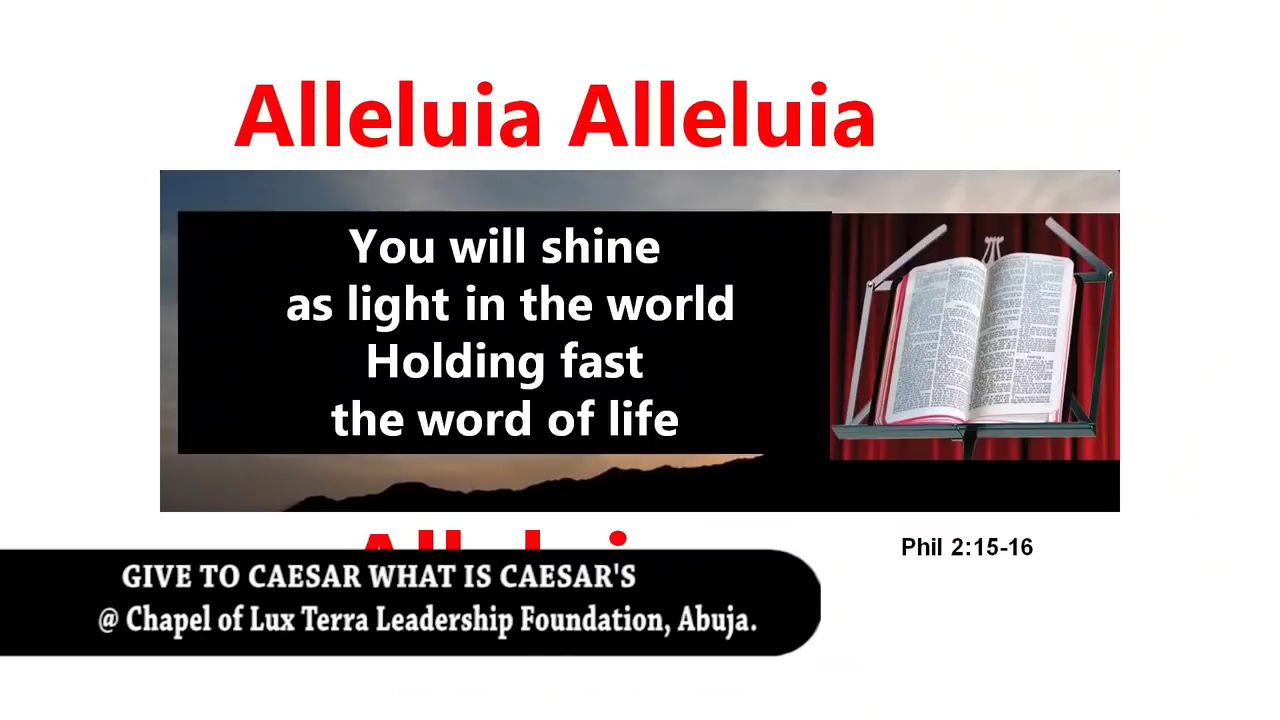 Alleluia Alleluia
You will shine
as light in the world
Holding fast
the word of life
Phil 2:15-16
GIVE TO CAESAR WHAT IS CAESAR'S
@ Chapel of Lux Terra Leadership Foundation, Abuja.